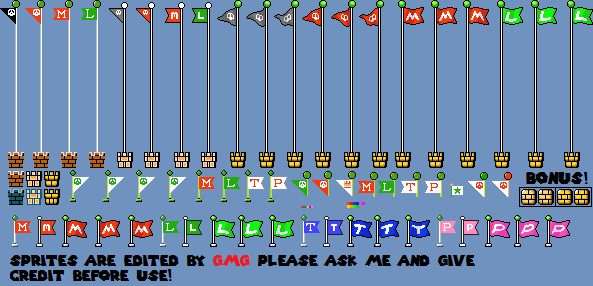 M L M L M M M L L L
M L T P M L T P
BONUS!
M M M M M L L L L L T T T T T P P P P P
SPRITES ARE EDITED BY GMG PLEASE ASK ME AND GIVE
CREDIT BEFORE USE!